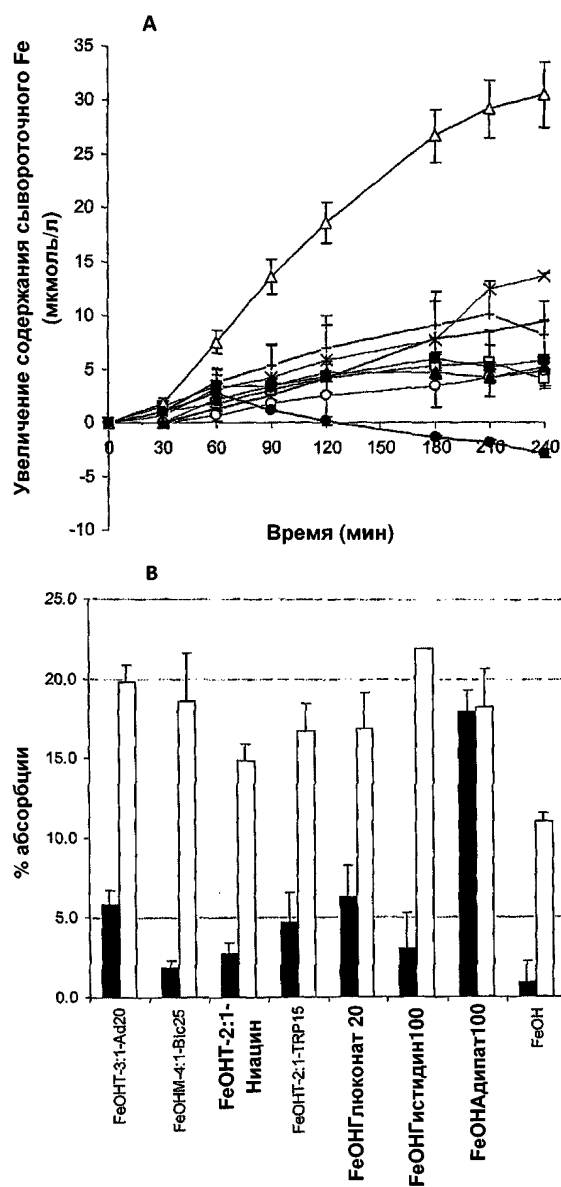 A
Увеличение содержания сывороточного Fe
(мкмоль/л)
35
30
25
20
15
10
5
0
-5
-10
0 30 60 90 120 180 210 240
Время (мин)
B
% абсорбции
25.0
20.0
15.0
10.0
5.0
0.0
FeOHT-3:1-Ad20
FeOHM-4:1-Bic25
FeOHT-2:1-
Ниацин
FeOHT-2:1-TRP15
FeOHГлюконат 20
FeOHГистидин100
FeOHАдипат100
FeOH